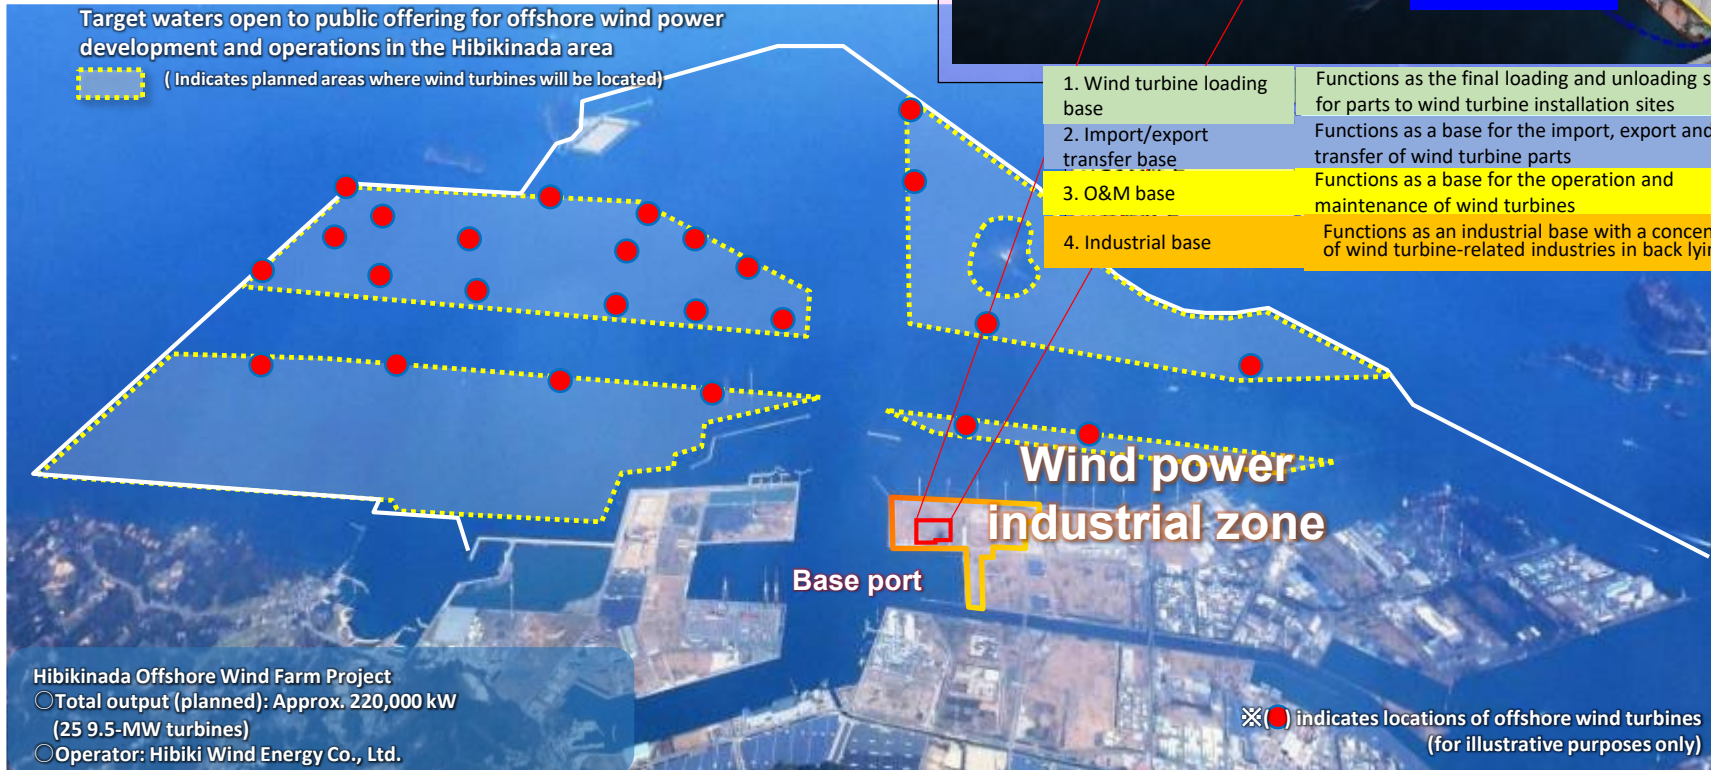 Target waters open to public offering for offshore wind power
development and operations in the Hibikinada area
( Indicates planned areas where wind turbines will be located)
1. Wind turbine loading
base
Functions as the final loading and unloading
for parts to wind turbine installation sites
2. Import/export
transfer base
Functions as a base for the import, export and
transfer of wind turbine parts
3. O&M base
Functions as a base for the operation and
maintenance of wind turbines
4. Industrial base
Functions as an industrial base with a
of wind turbine-related industries in back
Wind power
industrial zone
Base port
Hibikinada Offshore Wind Farm Project
○Total output (planned): Approx. 220,000 kW
(25 9.5-MW turbines)
○Operator: Hibiki Wind Energy Co., Ltd.
※( ) indicates locations of offshore wind turbines
(for illustrative purposes only)